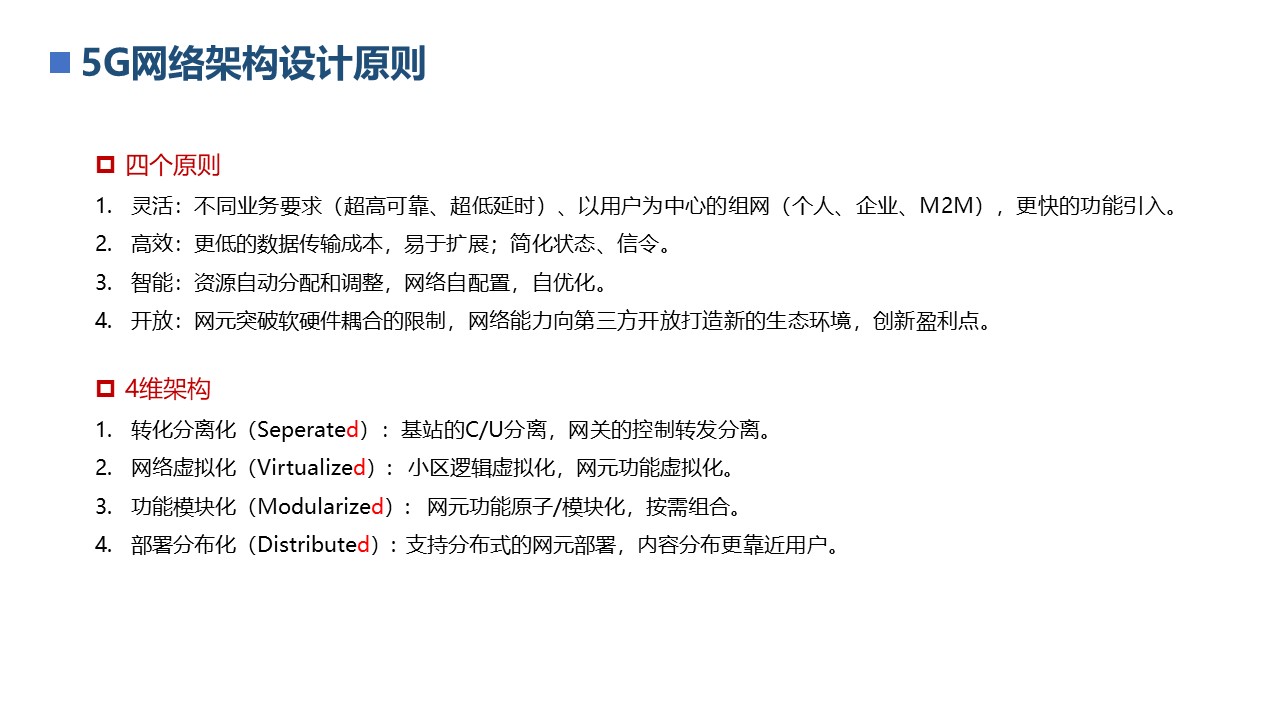 5G网络架构设计原则
四个原则
1. 灵活：不同业务要求（超高可靠、超低延时）、以用户为中心的组网（个人、企业、M2M），更快的功能引入。
2. 高效：更低的数据传输成本，易于扩展；简化状态、信令。
3. 智能：资源自动分配和调整，网络自配置，自优化。
4. 开放：网元突破软硬件耦合的限制，网络能力向第三方开放打造新的生态环境，创新盈利点。
4维架构
1. 转化分离化（Seperated）：基站的C/U分离，网关的控制转发分离。
2. 网络虚拟化（Virtualized）： 小区逻辑虚拟化，网元功能虚拟化。
3. 功能模块化（Modularized）： 网元功能原子/模块化，按需组合。
4. 部署分布化（Distributed）：支持分布式的网元部署，内容分布更靠近用户。